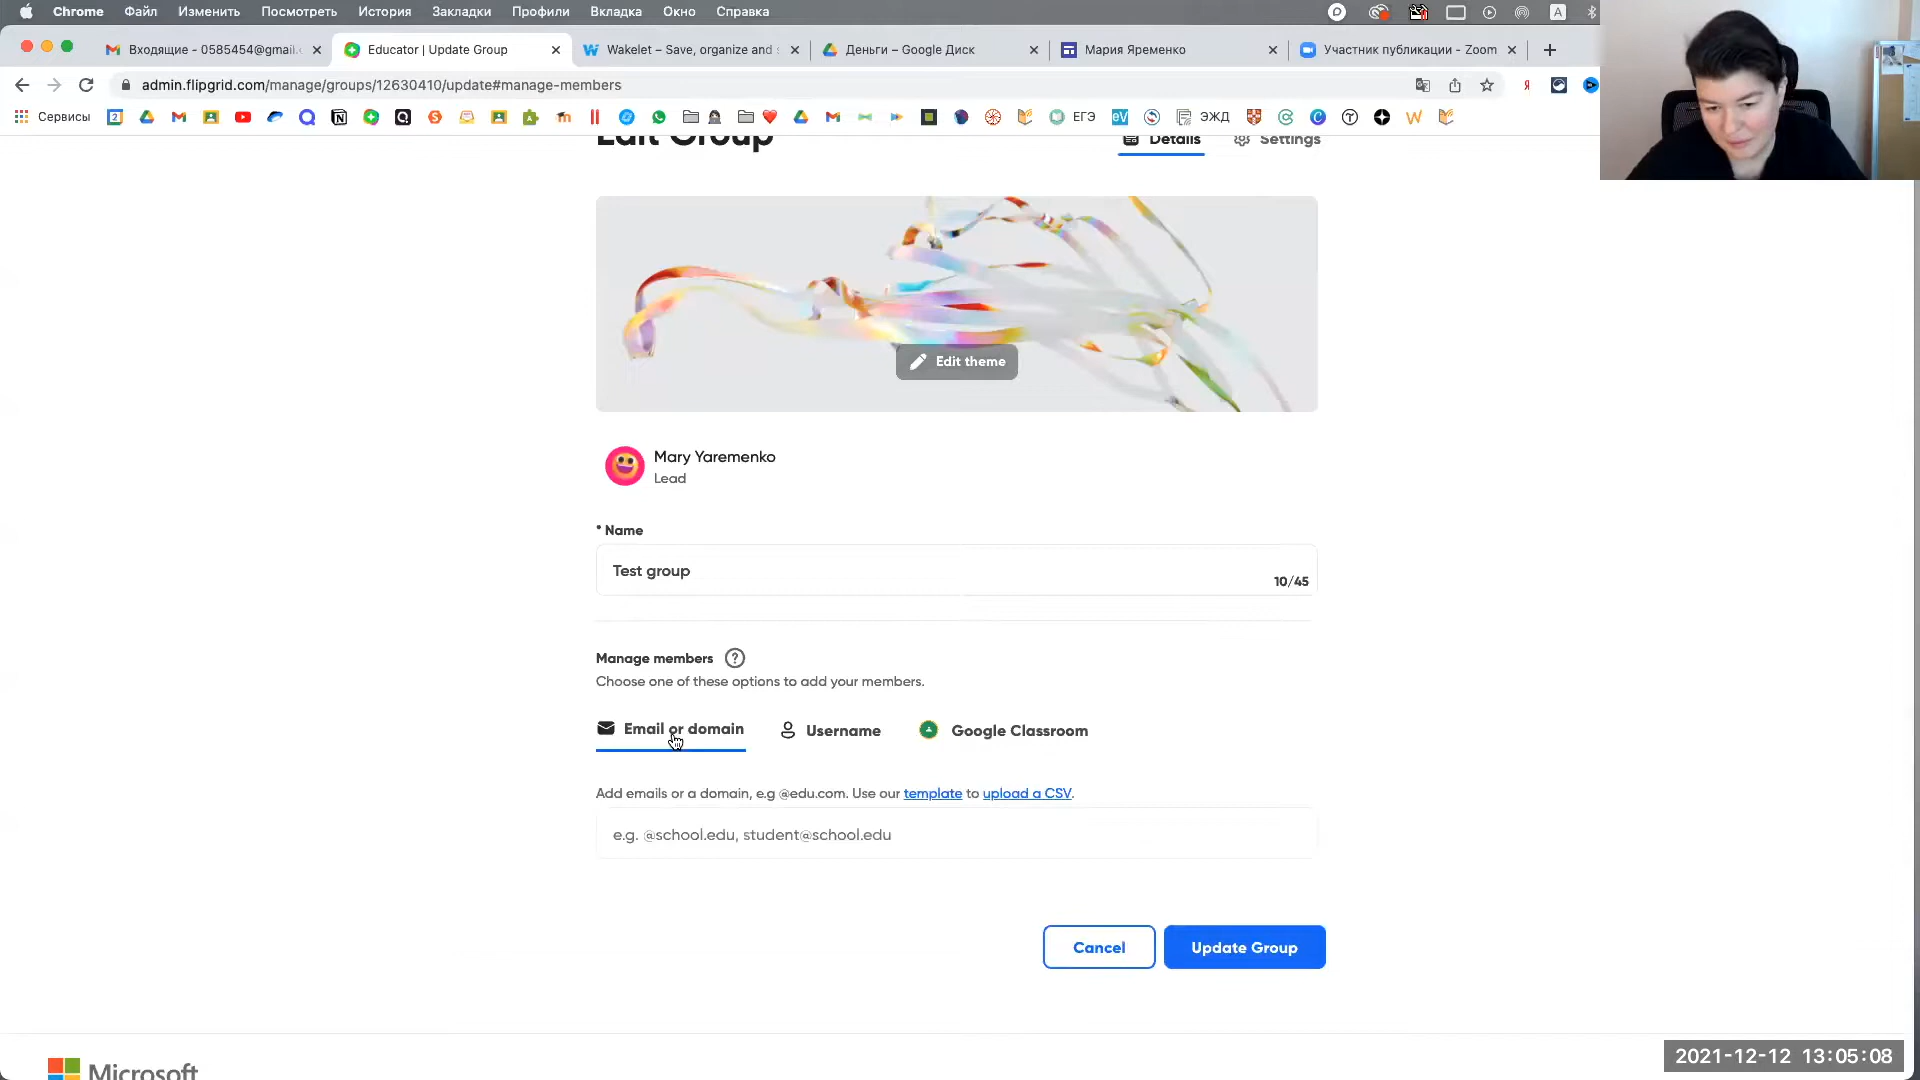 Chrome Файл Изменить Посмотреть История Закладки Профили Вкладка Окно Справка A
Входящие - 0585454@gmail. Educator | Update Group Wakelet – Save, organize and Деньги – Google Диск Мария Яременко Участник публикации - Zoom
admin.flipgrid.com/manage/groups/12630410/update#manage-members
Сервисы ЕГЭ eV ЭЖД
Edit Group Details Settings
Edit theme
Mary Yaremenko
Lead
* Name
Test group
10/45
Manage members ?
Choose one of these options to add your members.
Email or domain Username Google Classroom
Add emails or a domain, e.g @edu.com. Use our template to upload a CSV.
e.g. @school.edu, student@school.edu
Cancel Update Group
Microsoft
2021-12-12 13:05:08